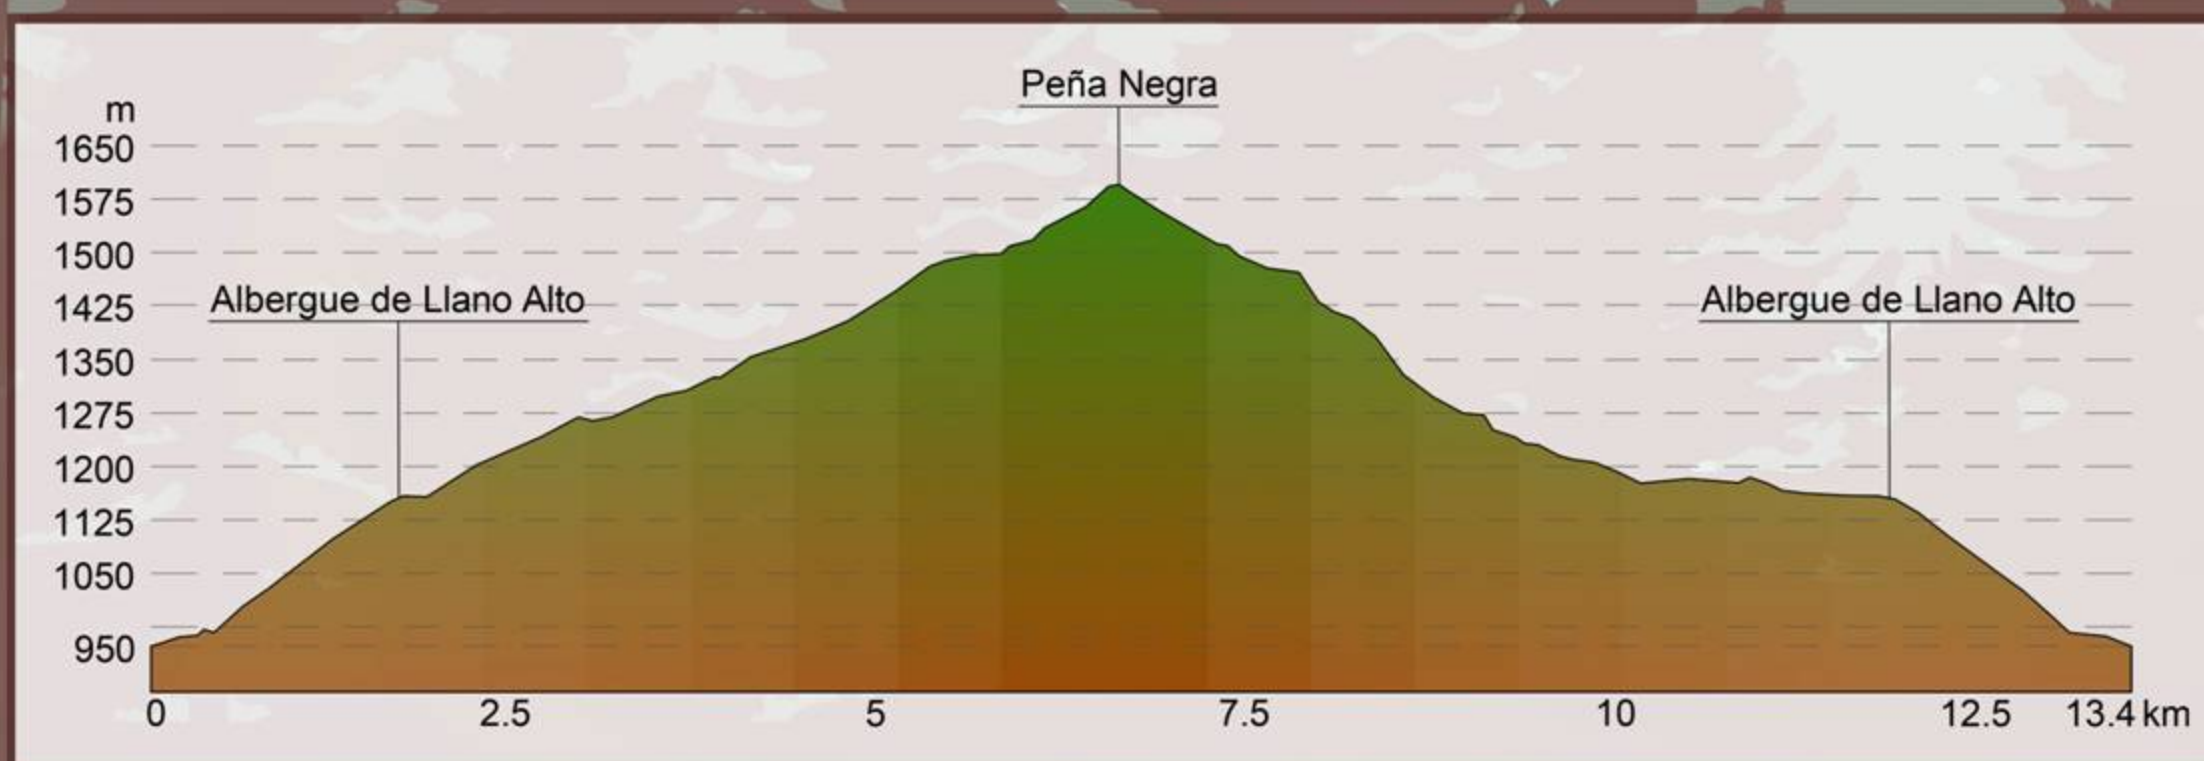 Peña Negra
m
1650
1575
1500
Albergue de Llano Alto
Albergue de Llano Alto
1425
1350
1275
1200
1125
1050
950
0 2.5 5 7.5 10 12.5 13.4 km